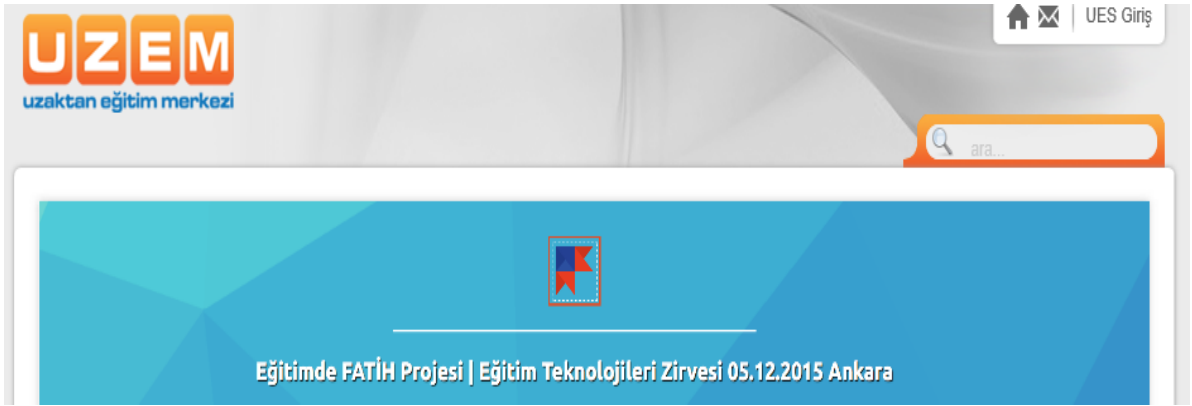 UZEM
uzaktan eğitim merkezi
UES Giriş
ara...
Eğitimde FATİH Projesi | Eğitim Teknolojileri Zirvesi 05.12.2015 Ankara